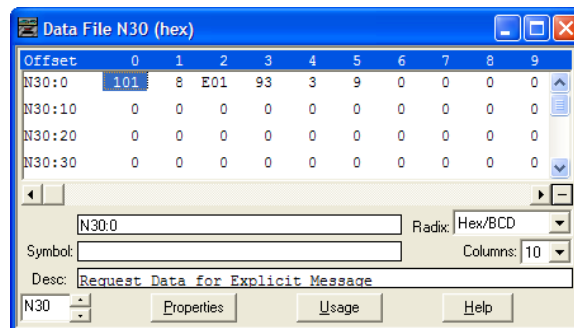 Data File N30 (hex)
Offset 0 1 2 3 4 5 6 7 8 9
N30:0 101 8 E01 93 3 9 0 0 0 0
N30:10 0 0 0 0 0 0 0 0 0 0
N30:20 0 0 0 0 0 0 0 0 0 0
N30:30 0 0 0 0 0 0 0 0 0 0
N30:0 Radix: Hex/BCD
Symbol: Columns: 10
Desc: Request Data for Explicit Message
N30 Properties Usage Help